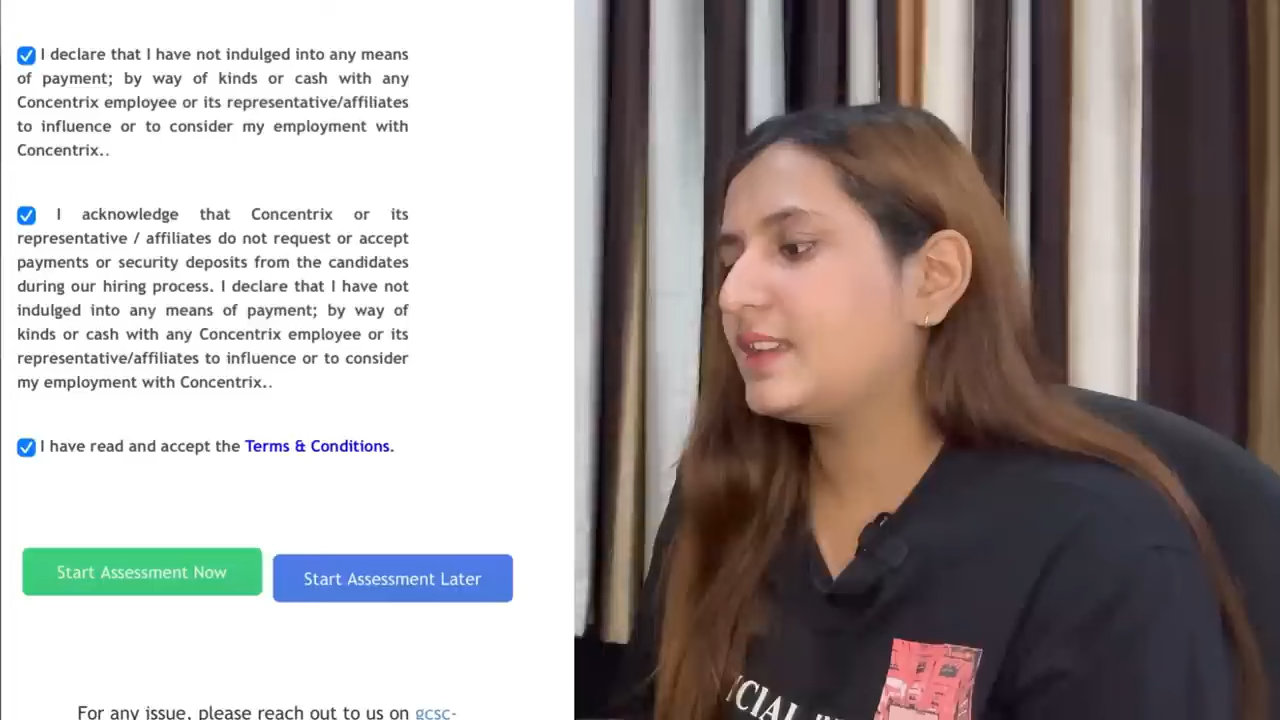 I declare that I have not indulged into any means
of payment; by way of kinds or cash with any
Concentrix employee or its representative/affiliates
to influence or to consider my employment with
Concentrix..
I acknowledge that Concentrix or its
representative / affiliates do not request or accept
payments or security deposits from the candidates
during our hiring process. I declare that I have not
indulged into any means of payment; by way of
kinds or cash with any Concentrix employee or its
representative/affiliates to influence or to consider
my employment with Concentrix..
I have read and accept the Terms & Conditions.
Start Assessment Now
Start Assessment Later
For any issue, please reach out to us on gcsc-